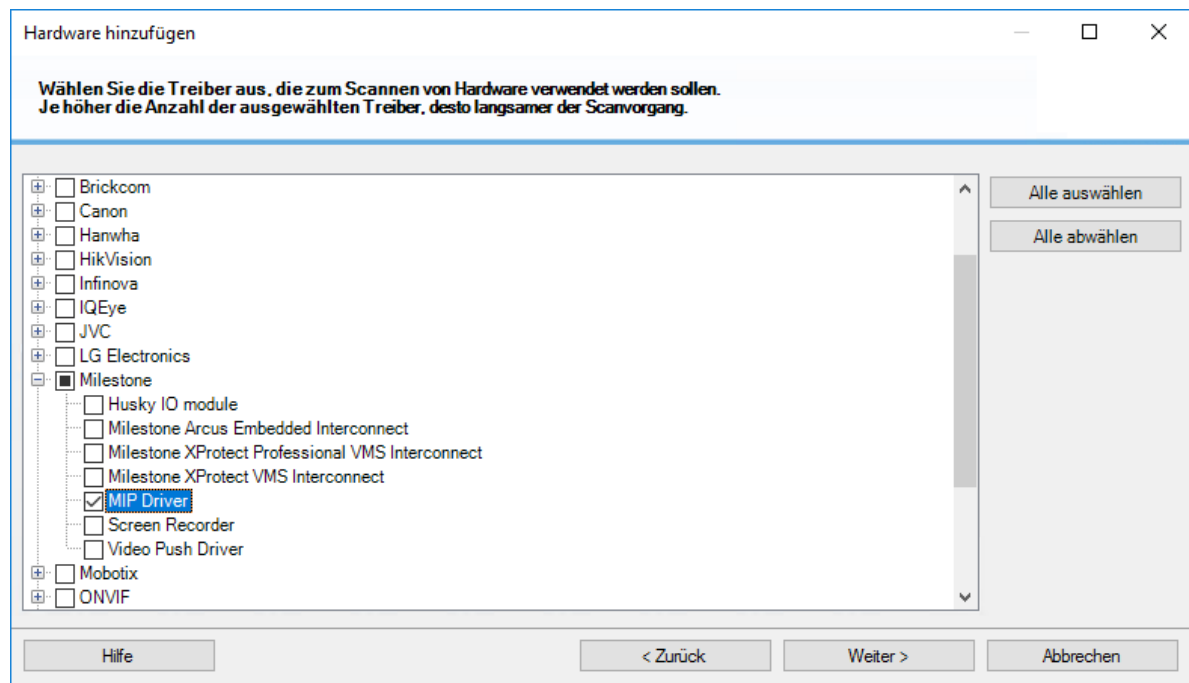 Hardware hinzufügen
Wählen Sie die Treiber aus, die zum Scannen von Hardware verwendet werden sollen.
Je höher die Anzahl der ausgewählten Treiber, desto langsamer der Scanvorgang.
Brickcom
Canon
Hanwha
HikVision
Infinova
IQEye
JVC
LG Electronics
Milestone
Husky IO module
Milestone Arcus Embedded Interconnect
Milestone XProtect Professional VMS Interconnect
Milestone XProtect VMS Interconnect
MIP Driver
Screen Recorder
Video Push Driver
Mobotix
ONVIF
Alle auswählen
Alle abwählen
Hilfe
< Zurück
Weiter >
Abbrechen